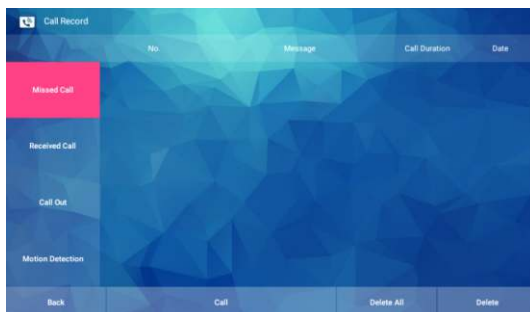 Call Record
No. Message Call Duration Date
Missed Call
Received Call
Call Out
Motion Detection
Back Call Delete All Delete